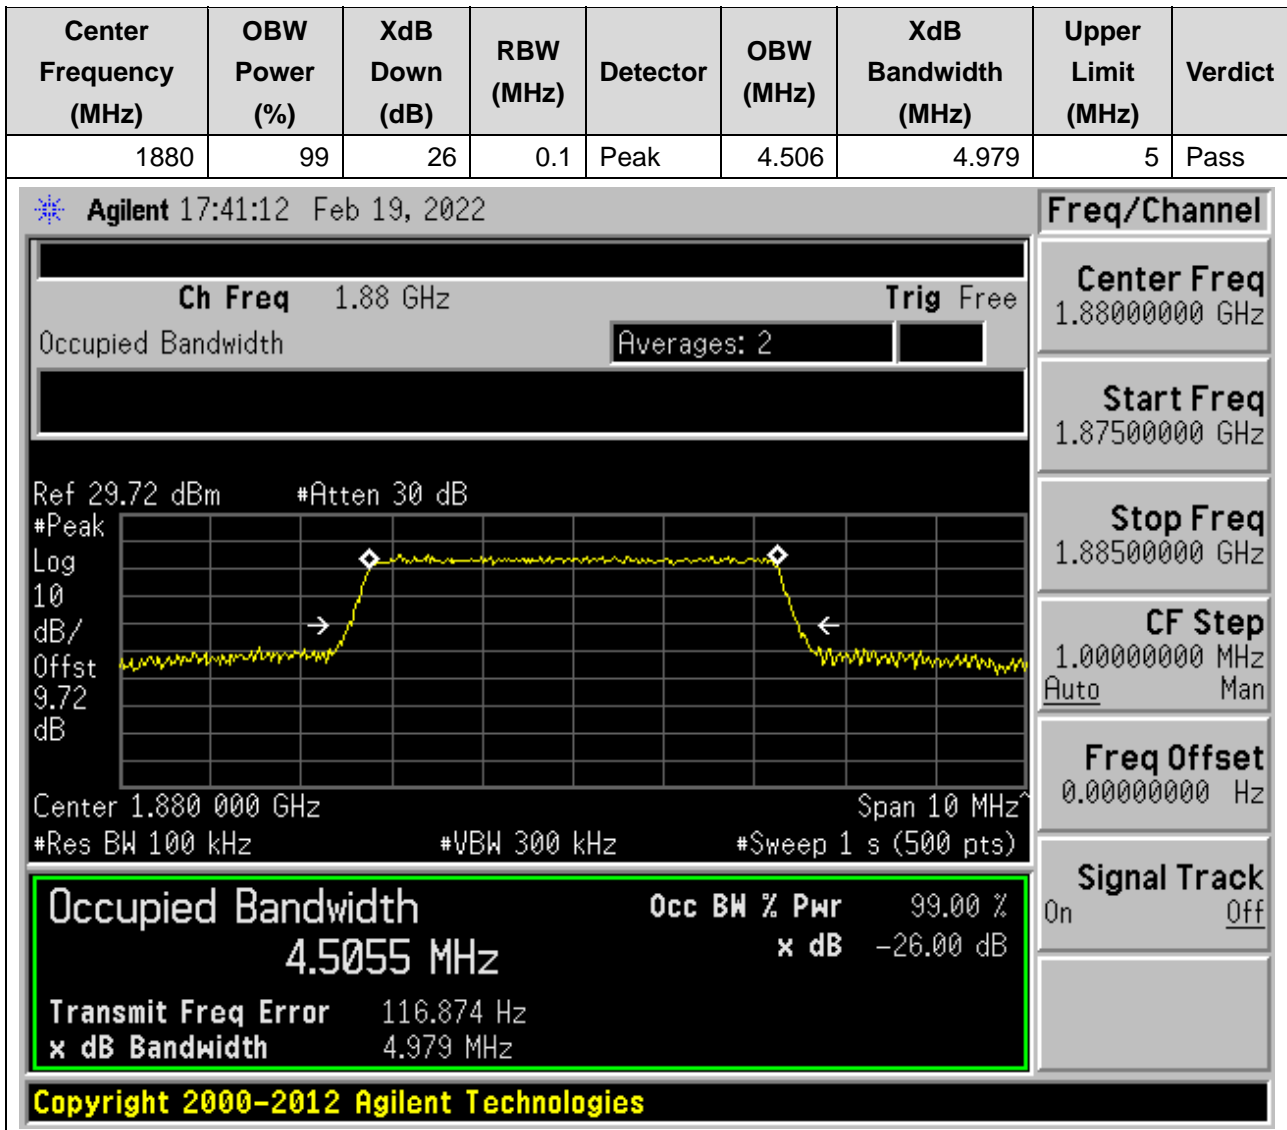 Center Frequency (MHz) OBW Power (%) XdB Down (dB) RBW (MHz) Detector OBW (MHz) XdB Bandwidth (MHz) Upper Limit (MHz) Verdict
1880 99 26 0.1 Peak 4.506 4.979 5 Pass
Agilent 17:41:12 Feb 19, 2022
Freq/Channel
Ch Freq 1.88 GHz Trig Free
Occupied Bandwidth Averages: 2
Center Freq
1.88000000 GHz
Start Freq
1.87500000 GHz
Stop Freq
1.88500000 GHz
CF Step
1.00000000 MHz
Auto Man
Freq Offset
0.00000000 Hz
Signal Track
On Off
Ref 29.72 dBm #Atten 30 dB
#Peak
Log
10
dB/
Offst
9.72
dB
Center 1.880 000 GHz Span 10 MHz^
#Res BW 100 kHz #VBW 300 kHz #Sweep 1 s (500 pts)
Occupied Bandwidth Occ BW % Pwr 99.00 %
4.5055 MHz x dB -26.00 dB
Transmit Freq Error 116.874 Hz
x dB Bandwidth 4.979 MHz
Copyright 2000-2012 Agilent Technologies